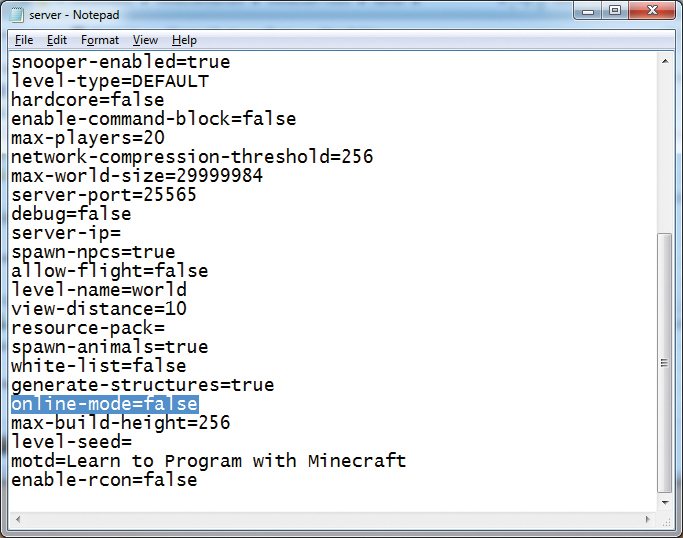 server - Notepad
File Edit Format View Help
snooper-enabled=true
level-type=DEFAULT
hardcore=false
enable-command-block=false
max-players=20
network-compression-threshold=256
max-world-size=29999984
server-port=25565
debug=false
server-ip=
spawn-npcs=true
allow-flight=false
level-name=world
view-distance=10
resource-pack=
spawn-animals=true
white-list=false
generate-structures=true
online-mode=false
max-build-height=256
level-seed=
motd=Learn to Program with Minecraft
enable-rcon=false